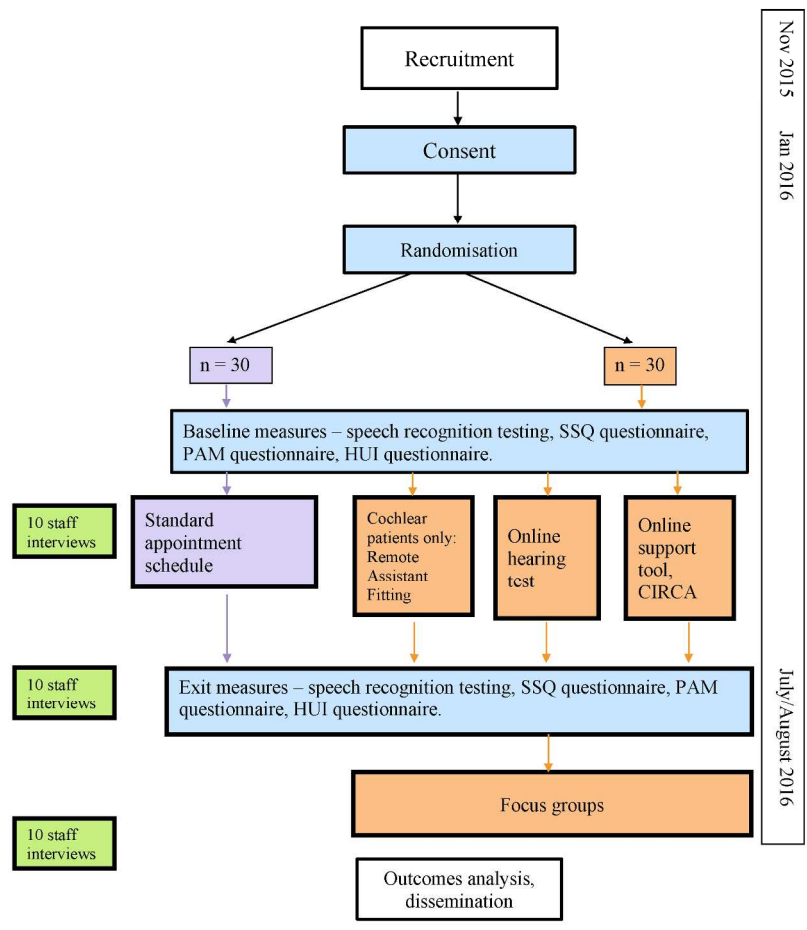 Recruitment
Nov 2015
Consent
Jan 2016
Randomisation
n = 30
n = 30
Baseline measures – speech recognition testing, SSQ questionnaire,
PAM questionnaire, HUI questionnaire.
10 staff
interviews
Standard
appointment
schedule
Cochlear
patients only:
Remote
Assistant
Fitting
Online
hearing
test
Online
support
tool,
CIRCA
10 staff
interviews
Exit measures – speech recognition testing, SSQ questionnaire, PAM
questionnaire, HUI questionnaire.
July/August 2016
Focus groups
10 staff
interviews
Outcomes analysis,
dissemination